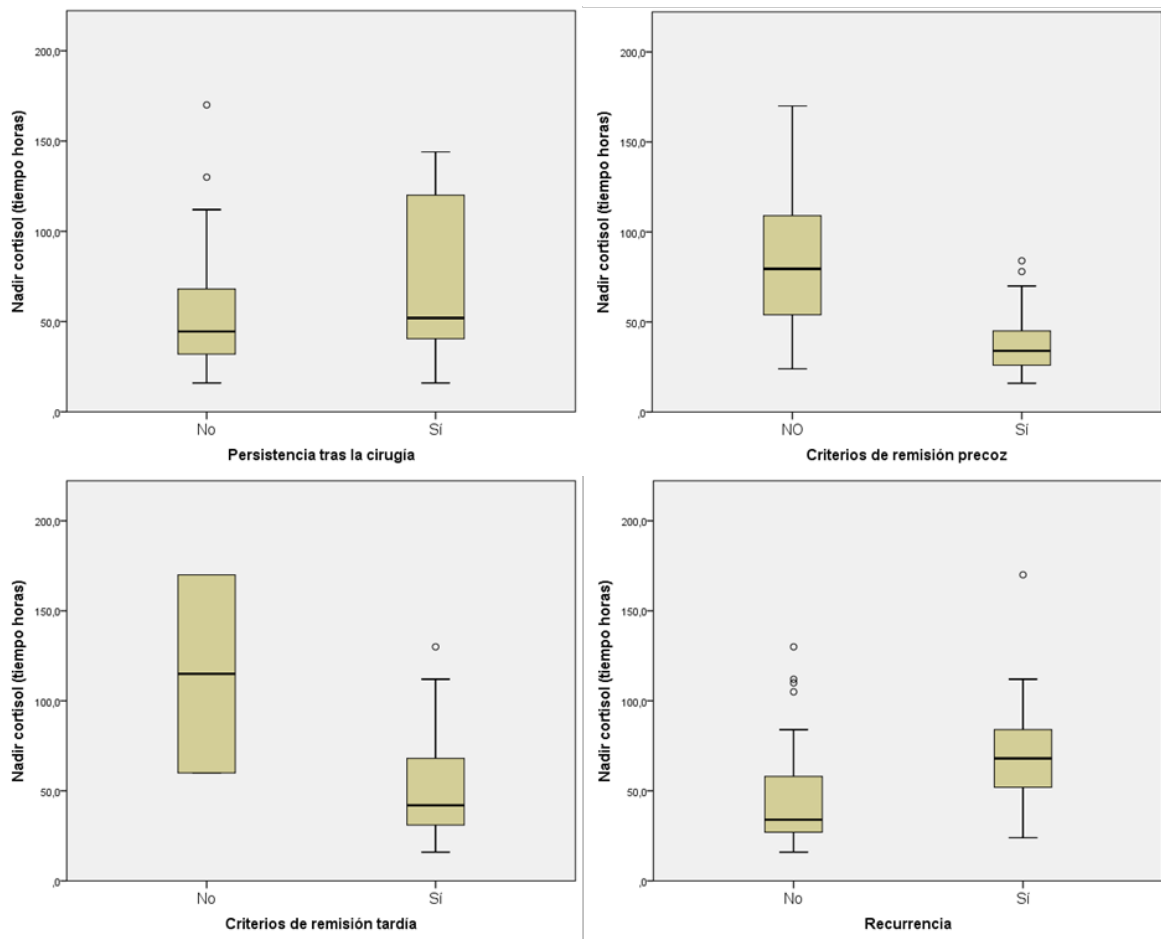 Nadir cortisol (tiempo horas)
200,0
150,0
100,0
50,0
,0
No
Sí
Persistencia tras la cirugía
Nadir cortisol (tiempo horas)
200,0
150,0
100,0
50,0
,0
NO
Sí
Criterios de remisión precoz
Nadir cortisol (tiempo horas)
200,0
150,0
100,0
50,0
,0
No
Sí
Criterios de remisión tardía
Nadir cortisol (tiempo horas)
200,0
150,0
100,0
50,0
,0
No
Sí
Recurrencia